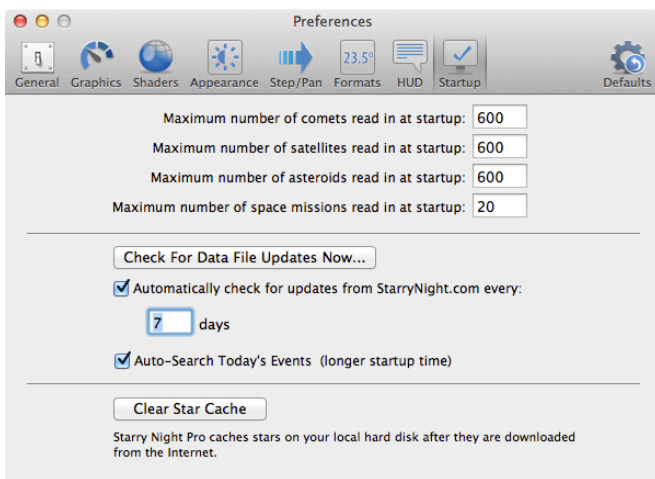 Preferences
23.5°
General Graphics Shaders Appearance Step/Pan Formats HUD Startup Defaults
Maximum number of comets read in at startup: 600
Maximum number of satellites read in at startup: 600
Maximum number of asteroids read in at startup: 600
Maximum number of space missions read in at startup: 20
Check For Data File Updates Now...
Automatically check for updates from StarryNight.com every:
7 days
Auto-Search Today's Events (longer startup time)
Clear Star Cache
Starry Night Pro caches stars on your local hard disk after they are downloaded
from the Internet.